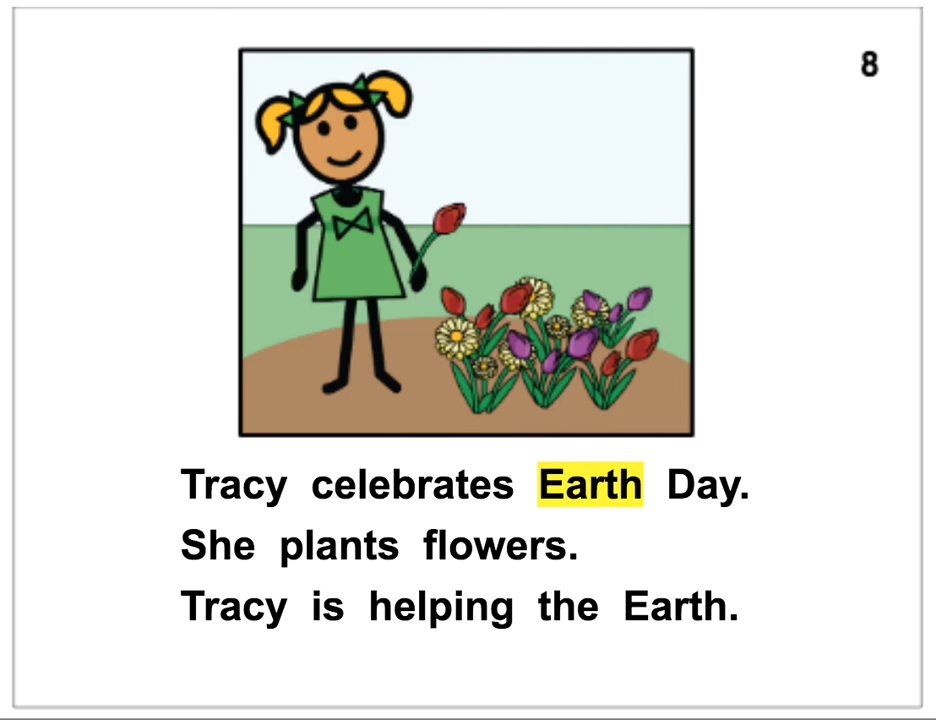 8
Tracy celebrates Earth Day.
She plants flowers.
Tracy is helping the Earth.